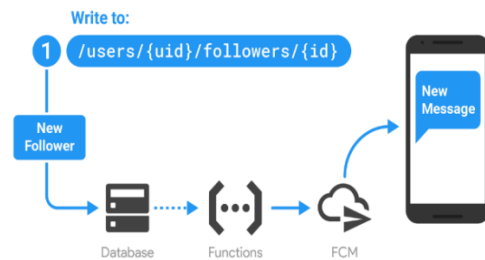 Write to:
1
/users/{uid}/followers/{id}
New
Follower
New
Message
Database
Functions
FCM